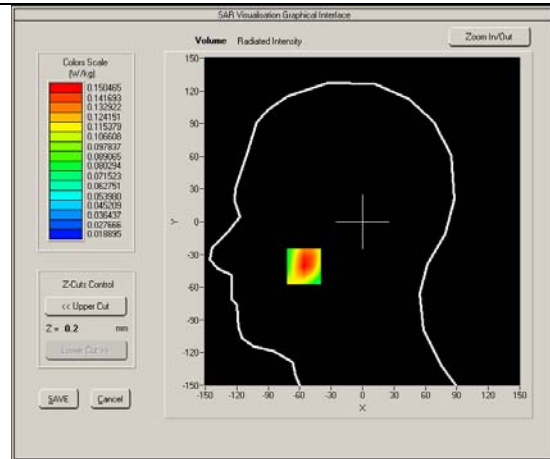 SAR Visualisation Graphical Interface
Volume Radiated Intensity
Zoom In/Out
Colors Scale
(W/kg)
0.150465
0.141693
0.132922
0.124151
0.115379
0.106608
0.097837
0.089065
0.080294
0.071523
0.062751
0.053980
0.045209
0.036437
0.027666
0.018895
Z-Cuts Control
<< Upper Cut
Z = 0.2 mm
Lower Cut >>
SAVE
Cancel
150
120
90
60
30
0
-30
-60
-90
-120
-150
Y
-150 -120 -90 -60 -30 0 30 60 90 120 150
X